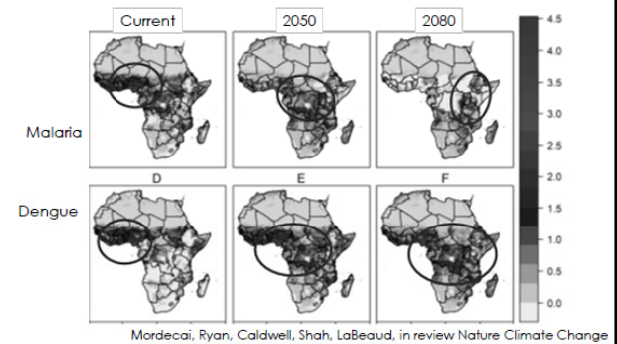 Current 2050 2080
Malaria
D E F
Dengue
4.5
4.0
3.5
3.0
2.5
2.0
1.5
1.0
0.5
0.0
Mordecai, Ryan, Caldwell, Shah, LaBeaud, in review Nature Climate Change